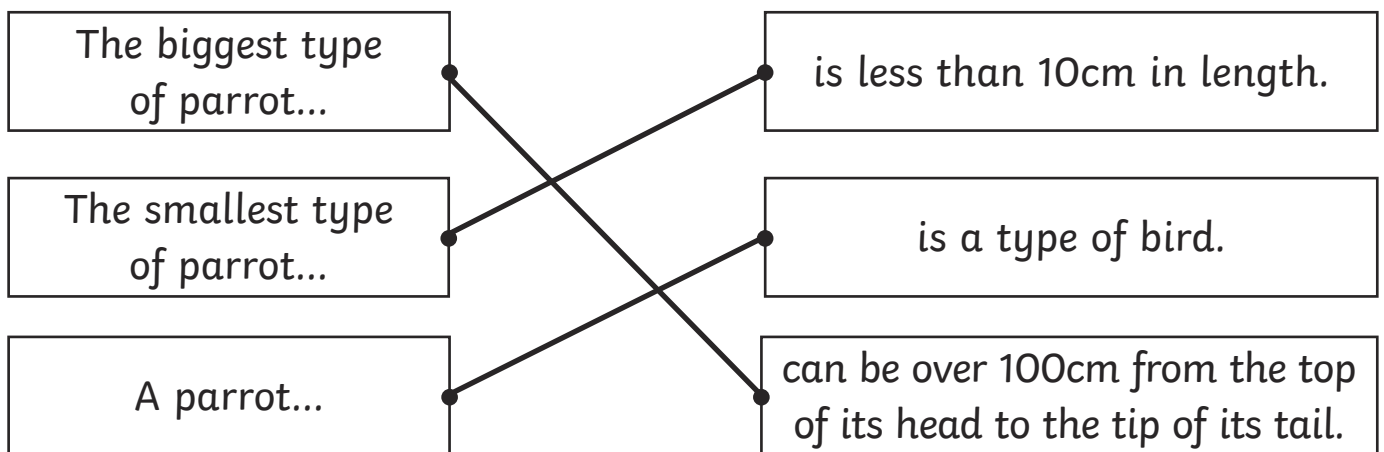 The biggest type
of parrot...
is less than 10cm in length.
The smallest type
of parrot...
is a type of bird.
A parrot...
can be over 100cm from the top
of its head to the tip of its tail.